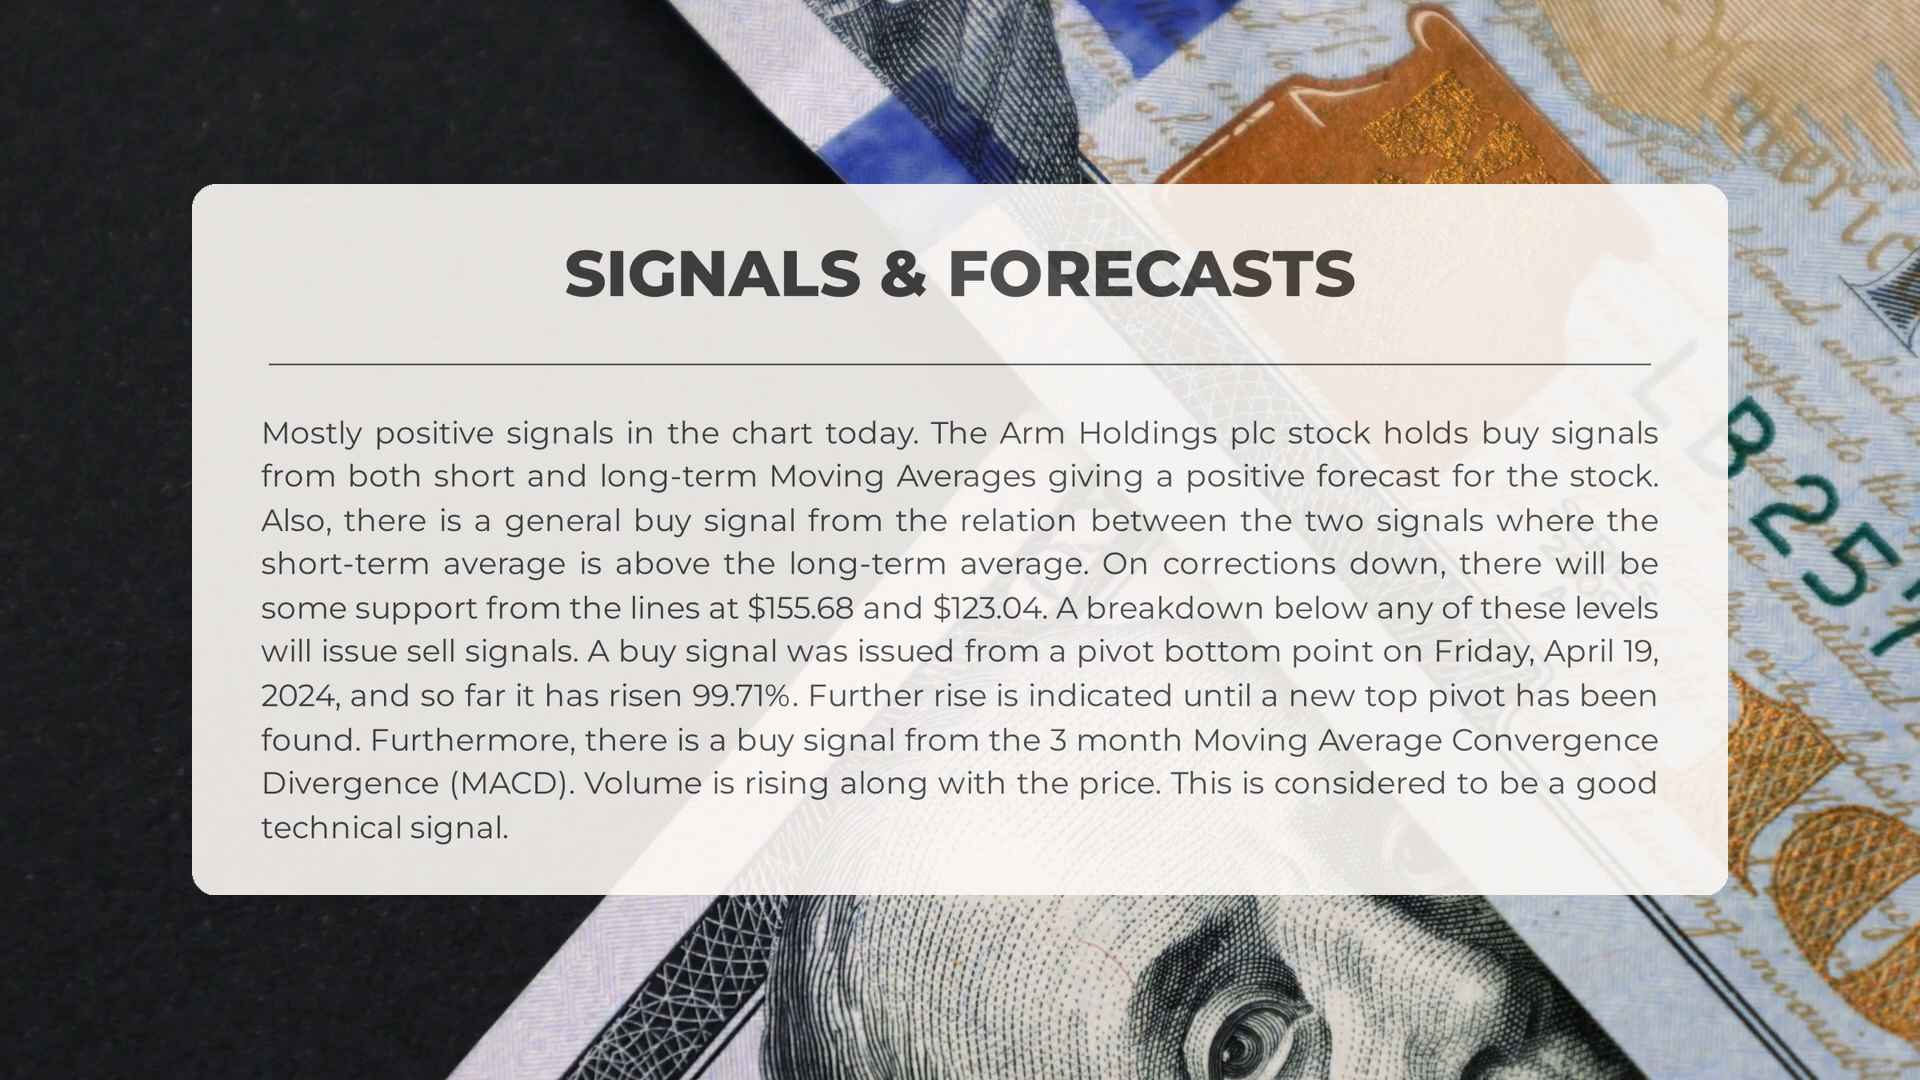 SIGNALS & FORECASTS
Mostly positive signals in the chart today. The Arm Holdings plc stock holds buy signals
from both short and long-term Moving Averages giving a positive forecast for the stock.
Also, there is a general buy signal from the relation between the two signals where the
short-term average is above the long-term average. On corrections down, there will be
some support from the lines at $155.68 and $123.04. A breakdown below any of these levels
will issue sell signals. A buy signal was issued from a pivot bottom point on Friday, April 19,
2024, and so far it has risen 99.71%. Further rise is indicated until a new top pivot has been
found. Furthermore, there is a buy signal from the 3 month Moving Average Convergence
Divergence (MACD). Volume is rising along with the price. This is considered to be a good
technical signal.
LB25